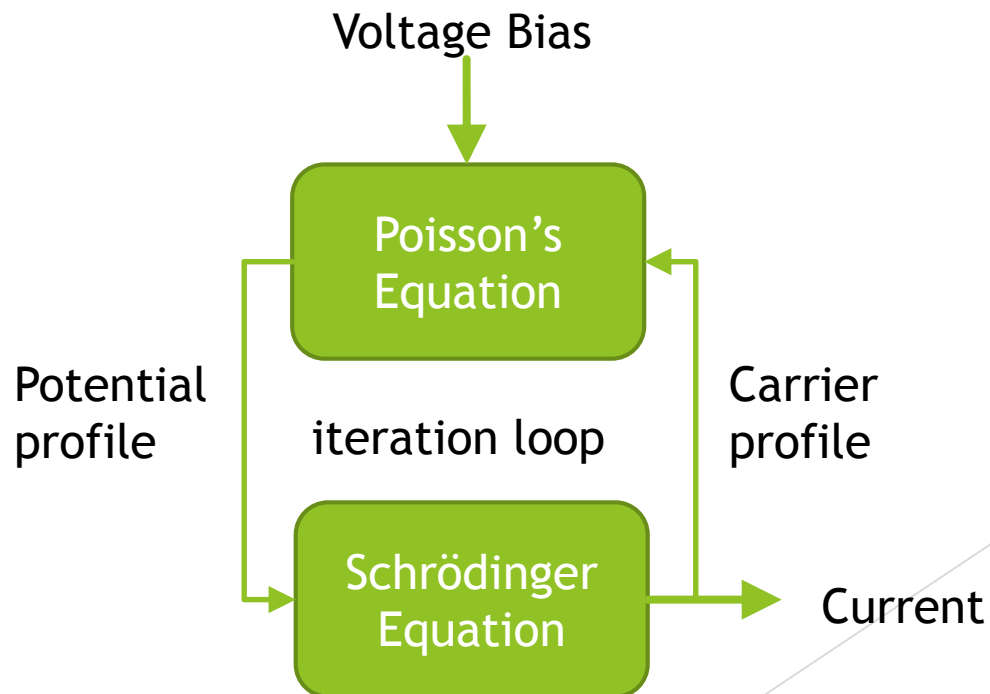 Voltage Bias
Poisson’s
Equation
Potential
profile
iteration loop
Carrier
profile
Schrödinger
Equation
Current